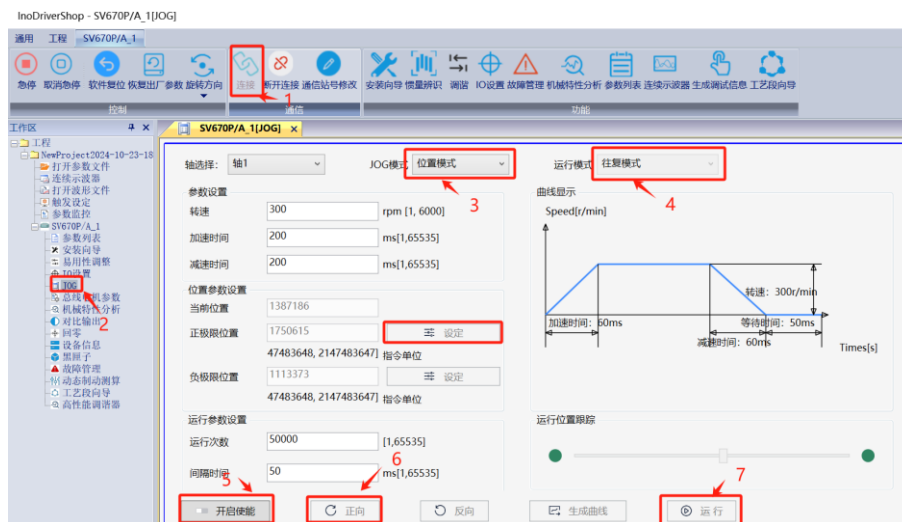 InoDriverShop - SV670P/A_1[JOG]
通用 工程 SV670P/A_1
急停 取消急停 软件复位 恢复出厂参数 旋转方向 连接 断开连接 通信站号修改 安装向导 惯量辨识 调谐 IO设置 故障管理 机械特性分析 参数列表 连续示波器 生成调试信息 工艺段向导
1
控制 通信 功能
工作区
SV670P/A_1[JOG]
工程
NewProject2024-10-23-18
打开参数文件
连续示波器
打开波形文件
触发设定
参数监控
SV670P/A_1
参数列表
安装向导
易用性调整
IO设置
JOG
总线电机参数
机械特性分析
对比输出
2
回零
设备信息
黑匣子
故障管理
动态制动测算
工艺段向导
高性能调谐器
轴选择: 轴1 JOG模式 位置模式 运行模式 往复模式
3 4
参数设置
转速 300 rpm [1, 6000]
加速时间 200 ms[1,65535]
减速时间 200 ms[1,65535]
位置参数设置
当前位置 1387186
正极限位置 1750615 设定
47483648, 2147483647] 指令单位
负极限位置 1113373 设定
47483648, 2147483647] 指令单位
曲线显示
Speed[r/min]
转速: 300r/min
加速时间: 60ms 等待时间: 50ms
减速时间: 60ms Times[s]
运行参数设置
运行次数 50000 [1,65535]
间隔时间 50 ms[1,65535]
运行位置跟踪
5 6 7
开启使能 正向 反向 生成曲线 运行